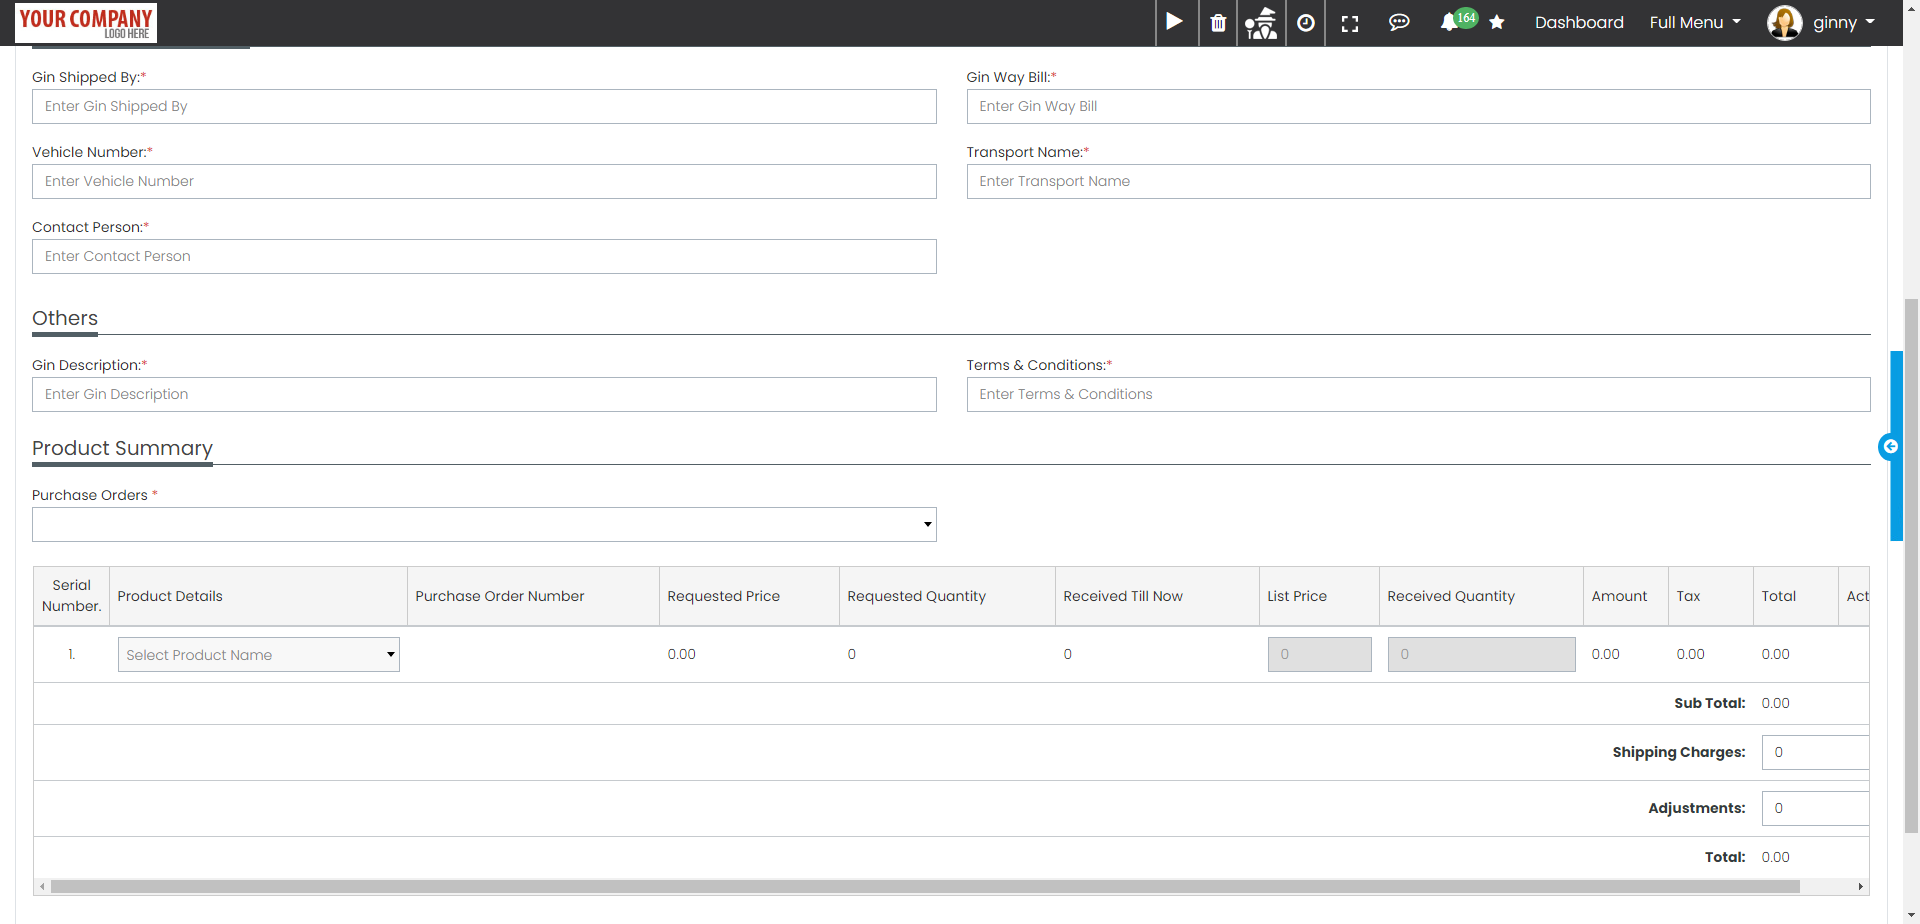 YOUR COMPANY
LOGO HERE
164
Dashboard
Full Menu
ginny
Gin Shipped By:*
Gin Way Bill:*
Enter Gin Shipped By
Enter Gin Way Bill
Vehicle Number:*
Transport Name:*
Enter Vehicle Number
Enter Transport Name
Contact Person:*
Enter Contact Person
Others
Gin Description:*
Terms & Conditions:*
Enter Gin Description
Enter Terms & Conditions
Product Summary
Purchase Orders *
Serial Number. Product Details Purchase Order Number Requested Price Requested Quantity Received Till Now List Price Received Quantity Amount Tax Total Act
1. Select Product Name 0.00 0 0 0 0 0.00 0.00 0.00
Sub Total: 0.00
Shipping Charges: 0
Adjustments: 0
Total: 0.00